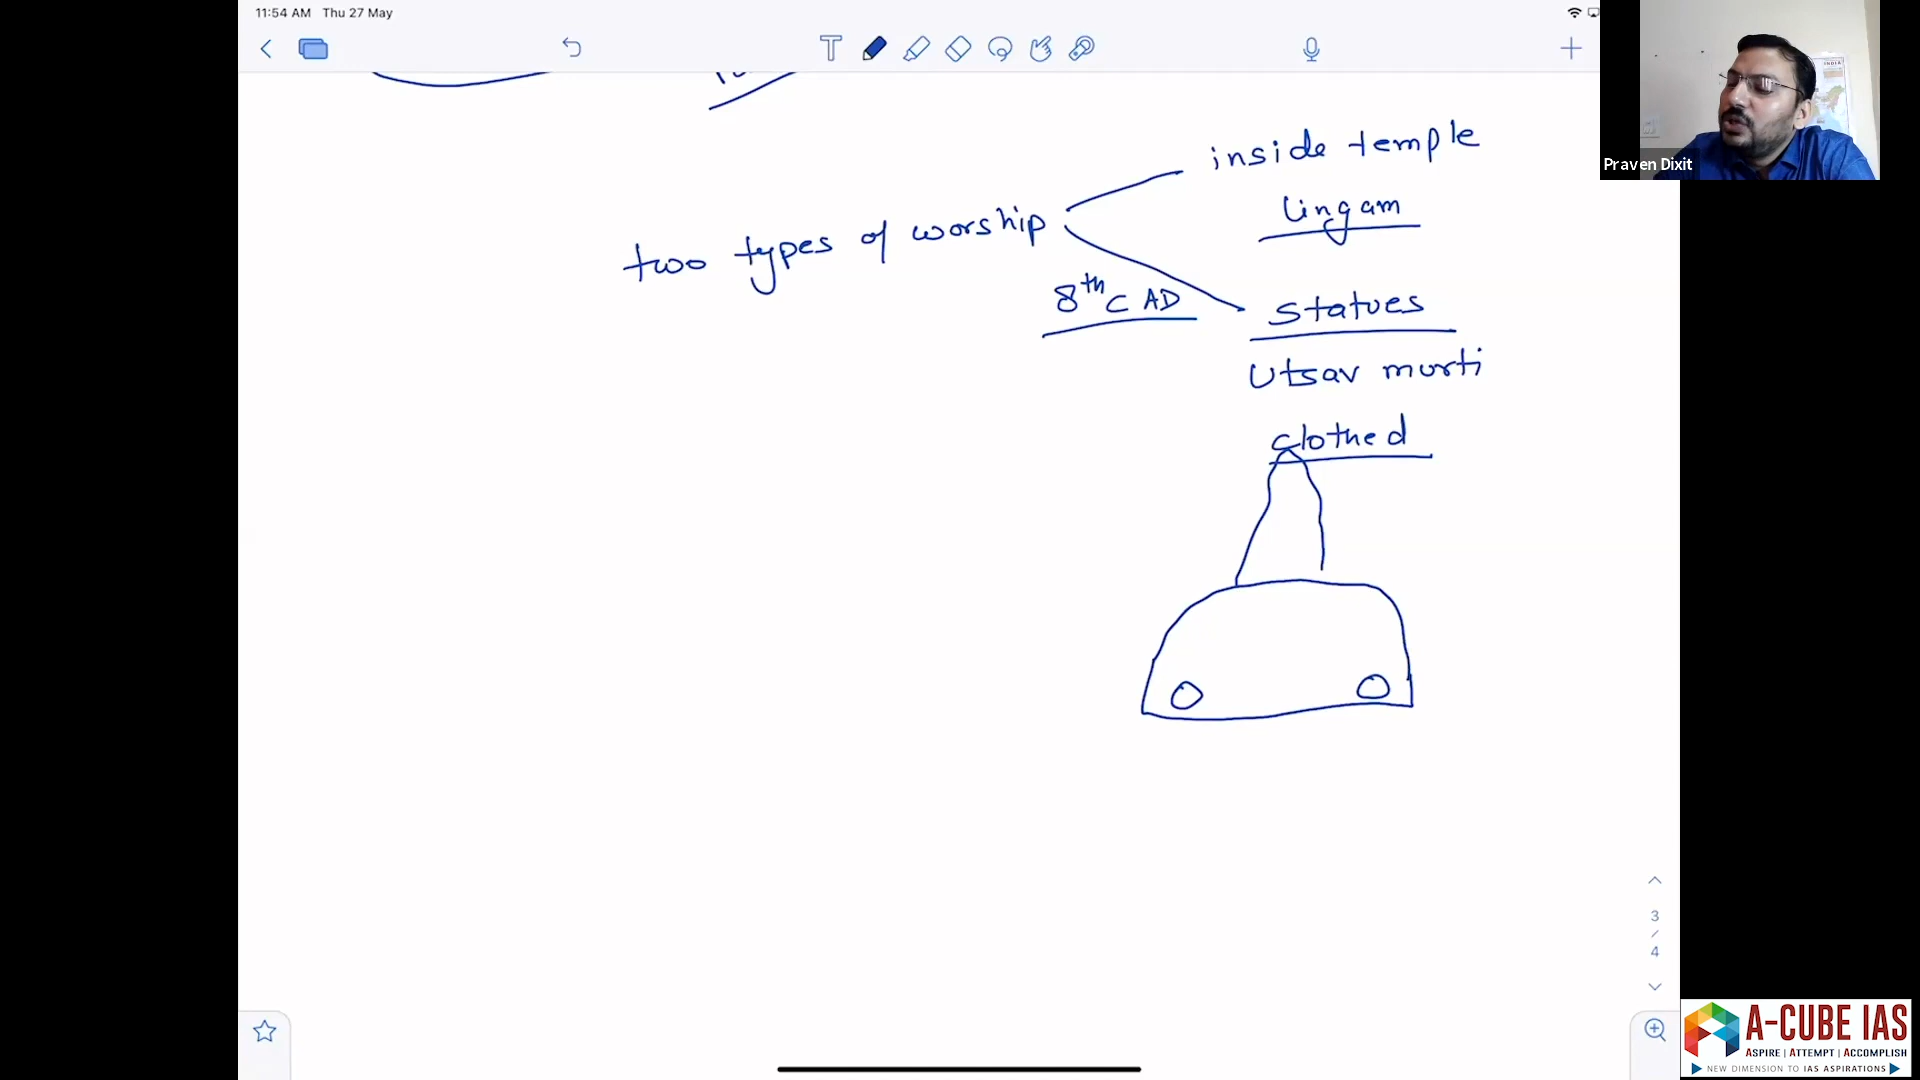 11:54 AM Thu 27 May
inside temple
Lingam
two types of worship
8th C AD
Statues
Utsav murti
clothed
Praven Dixit
INDIA
3
/
4
A-CUBE IAS
ASPIRE | ATTEMPT | ACCOMPLISH
NEW DIMENSION TO IAS ASPIRATIONS